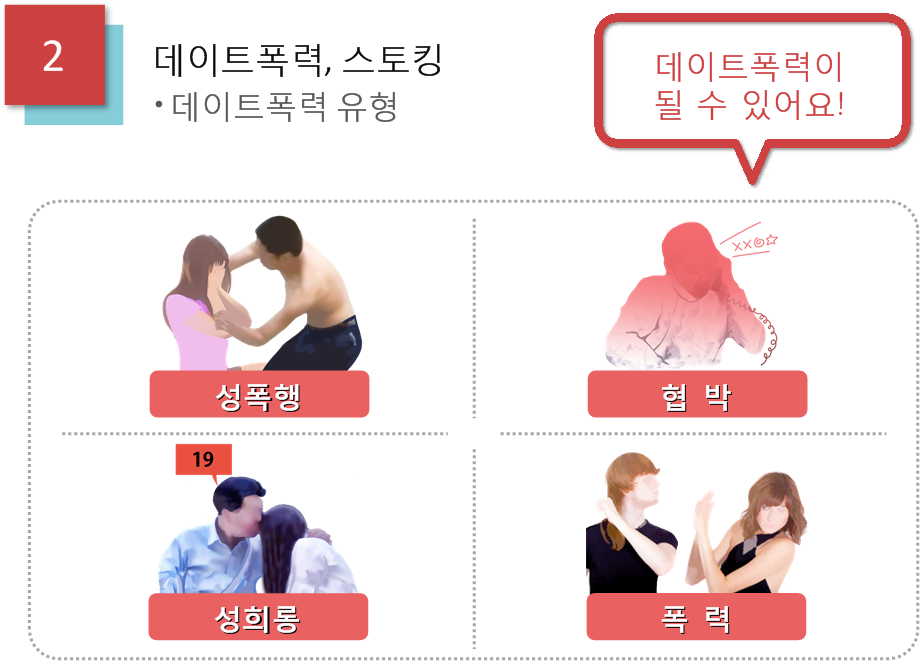 2
데이트폭력, 스토킹
• 데이트폭력 유형
데이트폭력이
될 수 있어요!
××@☆
성폭행
협 박
19
성희롱
폭 력